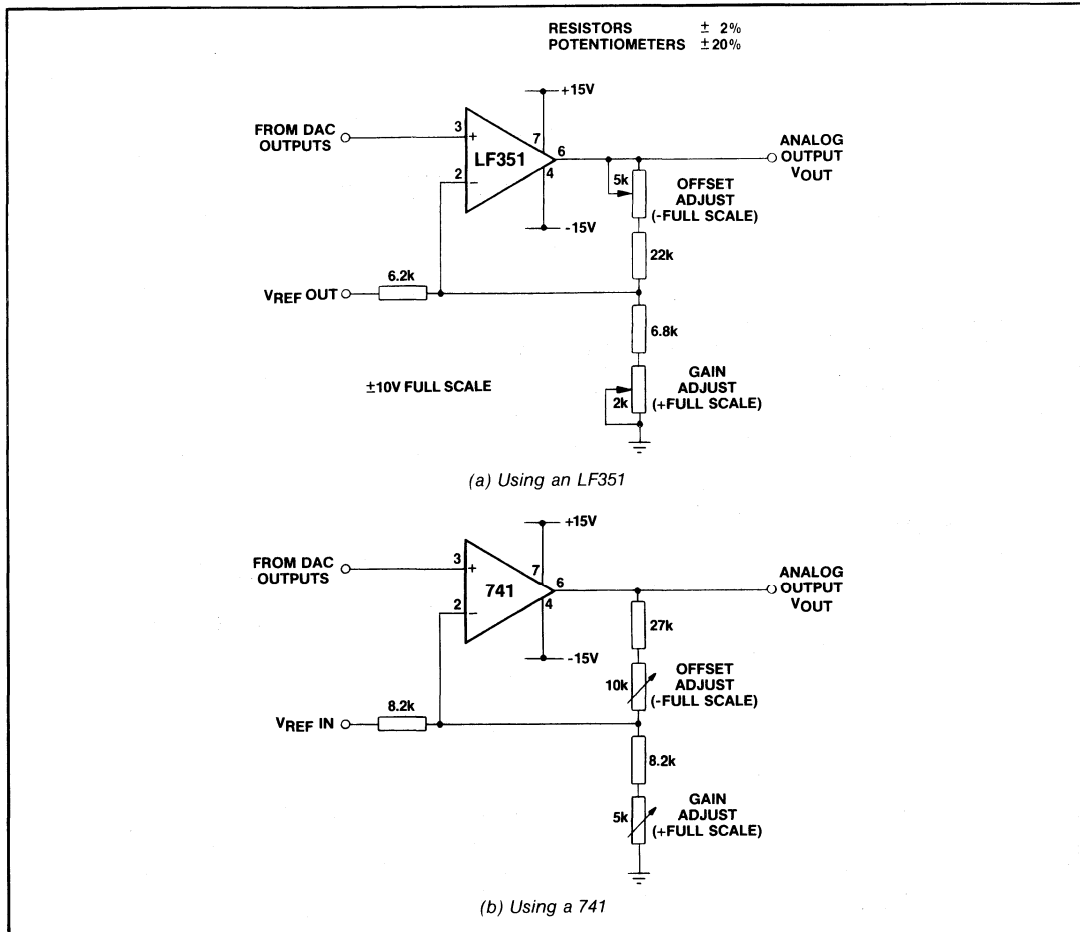 RESISTORS ± 2%
POTENTIOMETERS ±20%
+15V
FROM DAC
OUTPUTS
3
+
7
LF351
6
2
−
4
-15V
ANALOG
OUTPUT
VOUT
5k
OFFSET
ADJUST
(-FULL SCALE)
22k
6.2k
VREF OUT
6.8k
±10V FULL SCALE
GAIN
ADJUST
(+FULL SCALE)
2k
(a) Using an LF351
+15V
FROM DAC
OUTPUTS
3
+
7
741
6
2
−
4
-15V
ANALOG
OUTPUT
VOUT
27k
10k
OFFSET
ADJUST
(-FULL SCALE)
8.2k
VREF IN
8.2k
5k
GAIN
ADJUST
(+FULL SCALE)
(b) Using a 741